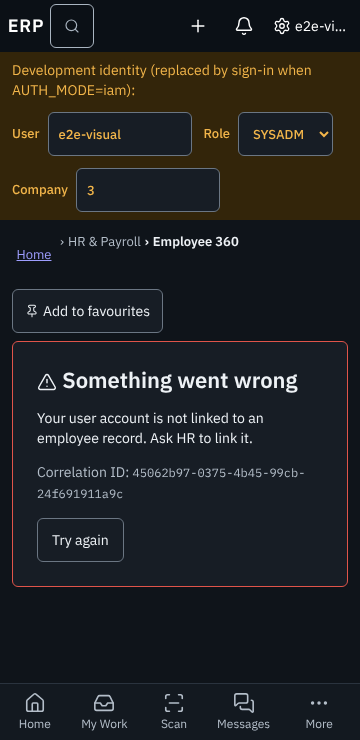 ERP
e2e-vi...
Development identity (replaced by sign-in when
AUTH_MODE=iam):
User e2e-visual Role SYSADM
Company 3
Home › HR & Payroll › Employee 360
Add to favourites
Something went wrong
Your user account is not linked to an
employee record. Ask HR to link it.
Correlation ID: 45062b97-0375-4b45-99cb-
24f691911a9c
Try again
Home My Work Scan Messages More